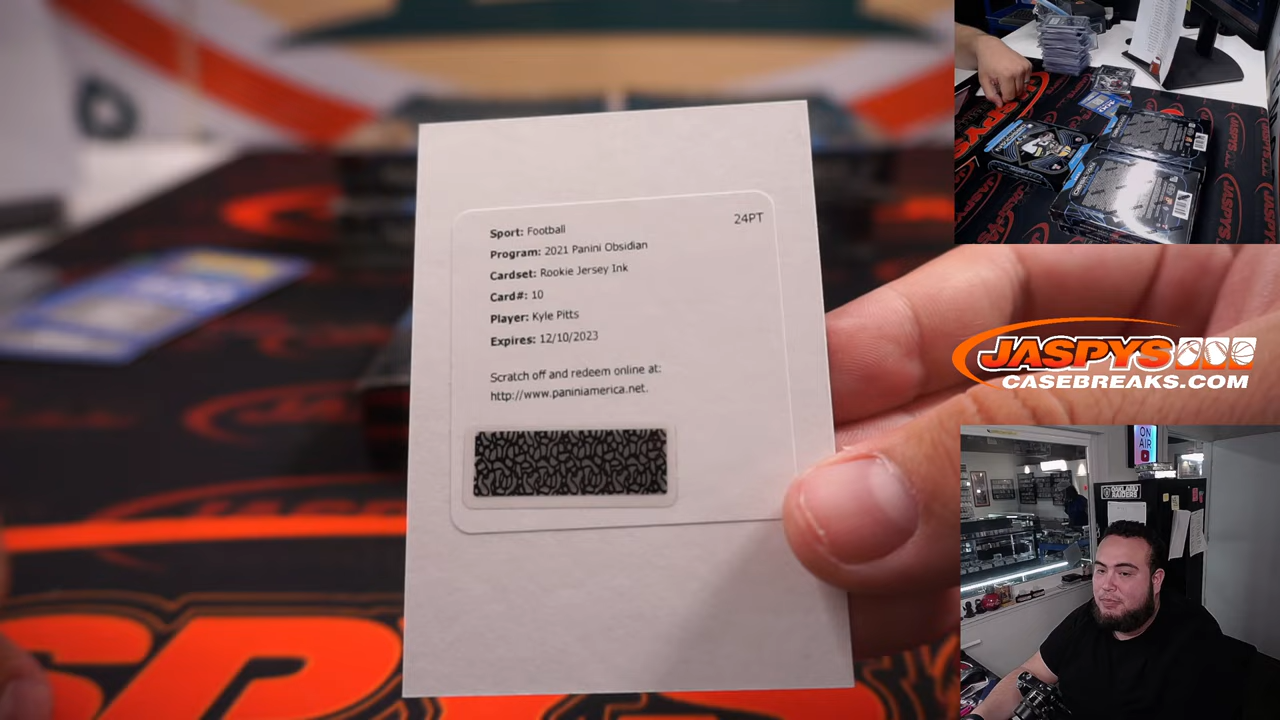 Sport: Football
24PT
Program: 2021 Panini Obsidian
Cardset: Rookie Jersey Ink
Card#: 10
Player: Kyle Pitts
Expires: 12/10/2023
Scratch off and redeem online at:
http://www.paniniamerica.net.
JASPYS
CASEBREAKS.COM
ON
AIR
OAKLAND
RAIDERS
JASPYS